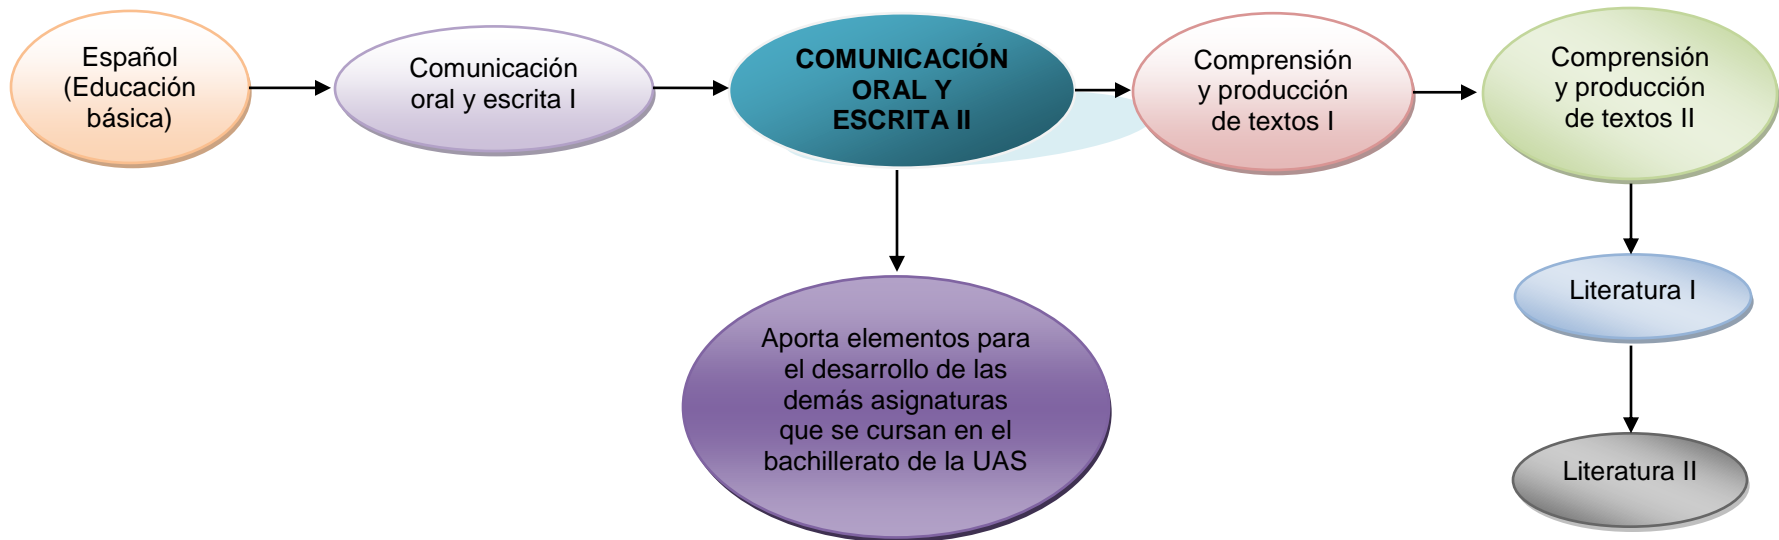 Español
(Educación
básica)
Comunicación
oral y escrita I
COMUNICACIÓN
ORAL Y
ESCRITA II
Comprensión
y producción
de textos I
Comprensión
y producción
de textos II
Aporta elementos para
el desarrollo de las
demás asignaturas
que se cursan en el
bachillerato de la UAS
Literatura I
Literatura II